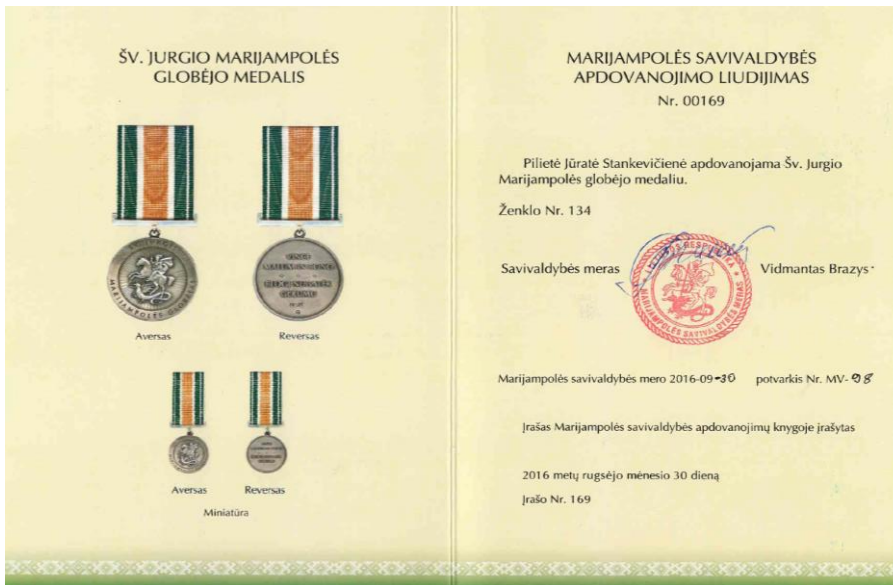 ŠV. JURGIO MARIJAMPOLĖS
GLOBĖJO MEDALIS
MARIJAMPOLĖS GLOBĖJAS
Aversas
Reversas
Aversas
Reversas
Miniatūra
MARIJAMPOLĖS SAVIVALDYBĖS
APDOVANOJIMO LIUDIJIMAS
Nr. 00169
Pilietė Jūratė Stankevičienė apdovanojama Šv. Jurgio
Marijampolės globėjo medaliu.
Ženklo Nr. 134
Savivaldybės meras
MARIJAMPOLĖS SAVIVALDYBĖS MERAS
Vidmantas Brazys
Marijampolės savivaldybės mero 2016-09-30 potvarkis Nr. MV-98
Įrašas Marijampolės savivaldybės apdovanojimų knygoje įrašytas
2016 metų rugsėjo mėnesio 30 dieną
Įrašo Nr. 169